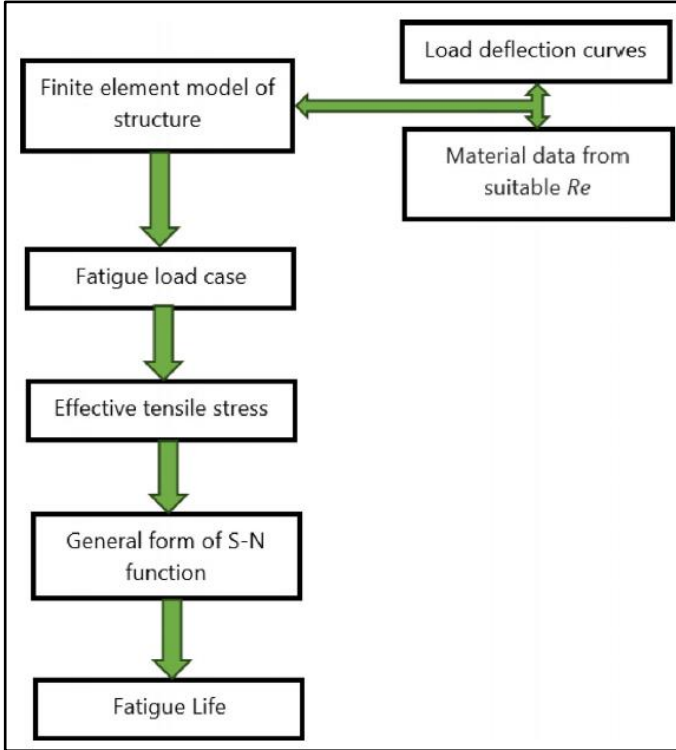 Load deflection curves
Finite element model of
structure
Material data from
suitable Re
Fatigue load case
Effective tensile stress
General form of S-N
function
Fatigue Life